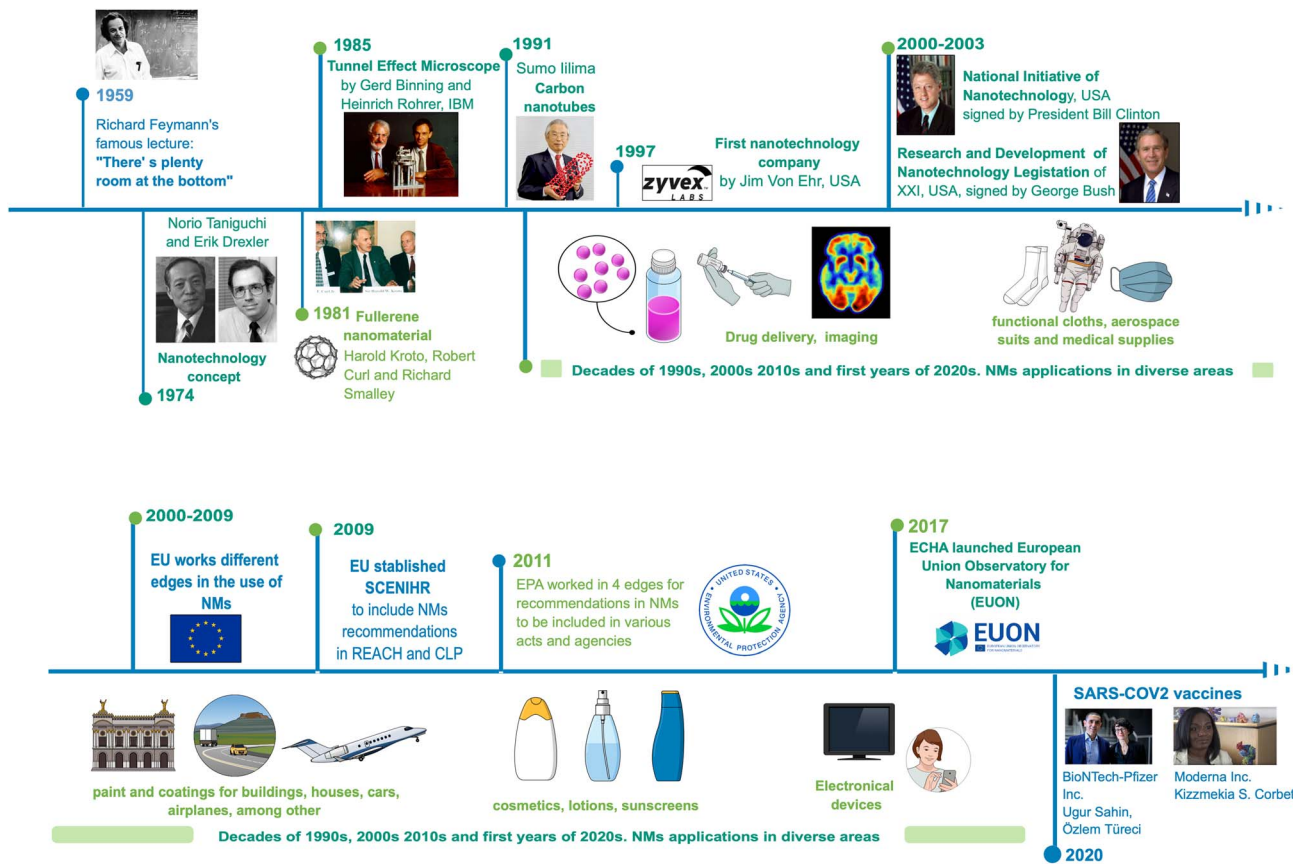 1959
Richard Feymann's
famous lecture:
"There' s plenty
room at the bottom"
1985
Tunnel Effect Microscope
by Gerd Binning and
Heinrich Rohrer, IBM
1991
Sumo Iilima
Carbon
nanotubes
1997
zyvex
LABS
First nanotechnology
company
by Jim Von Ehr, USA
2000-2003
National Initiative of
Nanotechnology, USA
signed by President Bill Clinton
Research and Development of
Nanotechnology Legistation of
XXI, USA, signed by George Bush
Norio Taniguchi
and Erik Drexler
Nanotechnology
concept
1974
1981 Fullerene
nanomaterial
Harold Kroto, Robert
Curl and Richard
Smalley
Drug delivery, imaging
functional cloths, aerospace
suits and medical supplies
Decades of 1990s, 2000s 2010s and first years of 2020s. NMs applications in diverse areas
2000-2009
EU works different
edges in the use of
NMs
2009
EU stablished
SCENIHR
to include NMs
recommendations
in REACH and CLP
2011
EPA worked in 4 edges for
recommendations in NMs
to be included in various
acts and agencies
UNITED STATES
ENVIRONMENTAL PROTECTION AGENCY
2017
ECHA launched European
Union Observatory for
Nanomaterials
(EUON)
EUON
paint and coatings for buildings, houses, cars,
airplanes, among other
cosmetics, lotions, sunscreens
Electronical
devices
Decades of 1990s, 2000s 2010s and first years of 2020s. NMs applications in diverse areas
SARS-COV2 vaccines
BioNTech-Pfizer
Inc.
Ugur Sahin,
Özlem Türeci
Moderna Inc.
Kizzmekia S. Corbet
2020